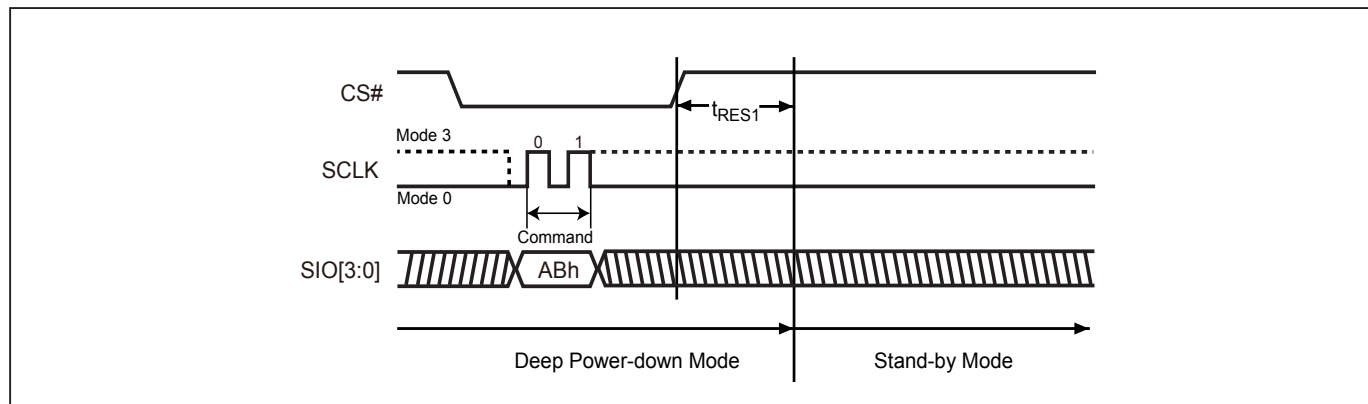 CS#
tRES1
Mode 3
0 1
SCLK
Mode 0
Command
SIO[3:0]
ABh
Deep Power-down Mode
Stand-by Mode